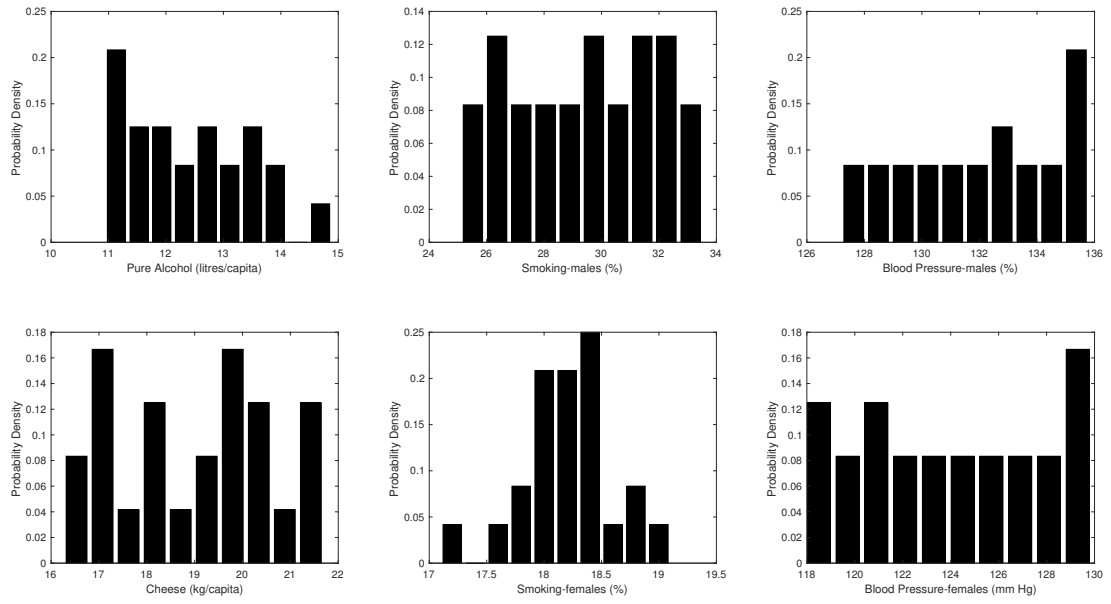 0.25
0.2
0.15
0.1
0.05
0
10 11 12 13 14 15
Probability Density
Pure Alcohol (litres/capita)
0.14
0.12
0.1
0.08
0.06
0.04
0.02
0
24 26 28 30 32 34
Probability Density
Smoking-males (%)
0.25
0.2
0.15
0.1
0.05
0
126 128 130 132 134 136
Probability Density
Blood Pressure-males (%)
0.18
0.16
0.14
0.12
0.1
0.08
0.06
0.04
0.02
0
16 17 18 19 20 21 22
Probability Density
Cheese (kg/capita)
0.25
0.2
0.15
0.1
0.05
0
17 17.5 18 18.5 19 19.5
Probability Density
Smoking-females (%)
0.18
0.16
0.14
0.12
0.1
0.08
0.06
0.04
0.02
0
118 120 122 124 126 128 130
Probability Density
Blood Pressure-females (mm Hg)